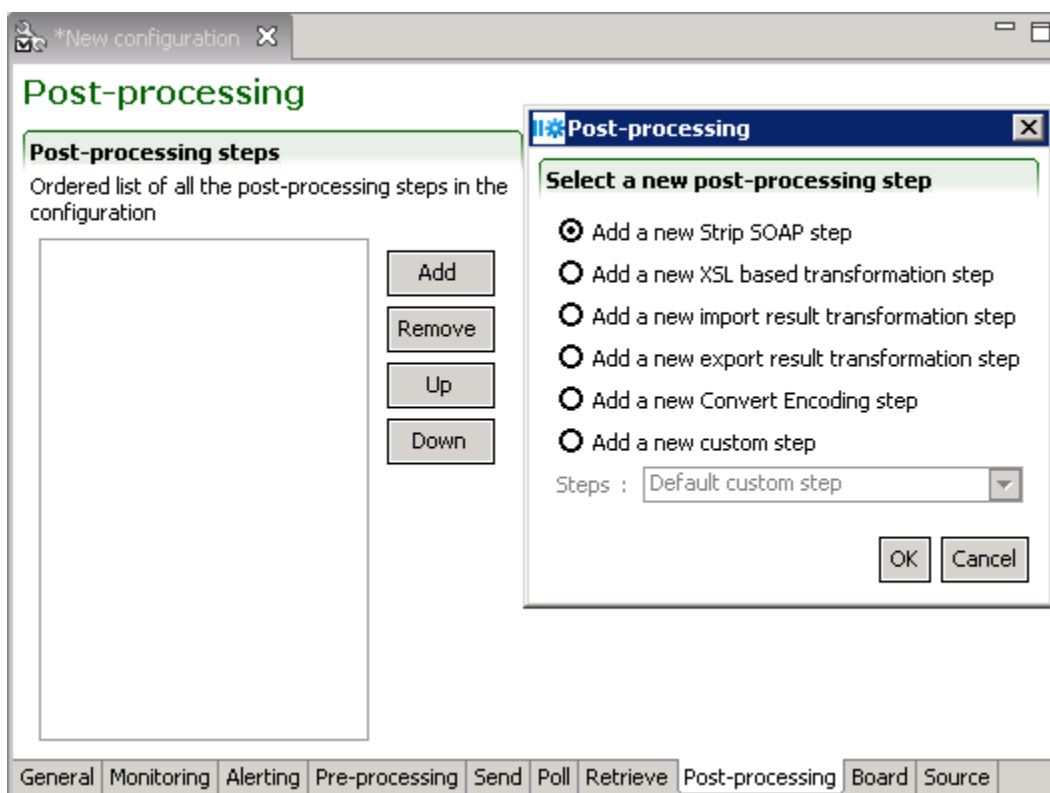 *New configuration
Post-processing
Post-processing steps
Ordered list of all the post-processing steps in the
configuration
Add
Remove
Up
Down
Post-processing
Select a new post-processing step
Add a new Strip SOAP step
Add a new XSL based transformation step
Add a new import result transformation step
Add a new export result transformation step
Add a new Convert Encoding step
Add a new custom step
Steps : Default custom step
OK Cancel
General Monitoring Alerting Pre-processing Send Poll Retrieve Post-processing Board Source